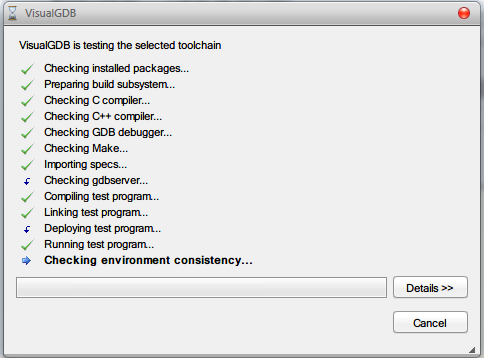 VisualGDB
VisualGDB is testing the selected toolchain
Checking installed packages...
Preparing build subsystem...
Checking C compiler...
Checking C++ compiler...
Checking GDB debugger...
Checking Make...
Importing specs...
Checking gdbserver...
Compiling test program...
Linking test program...
Deploying test program...
Running test program...
Checking environment consistency...
Details >>
Cancel